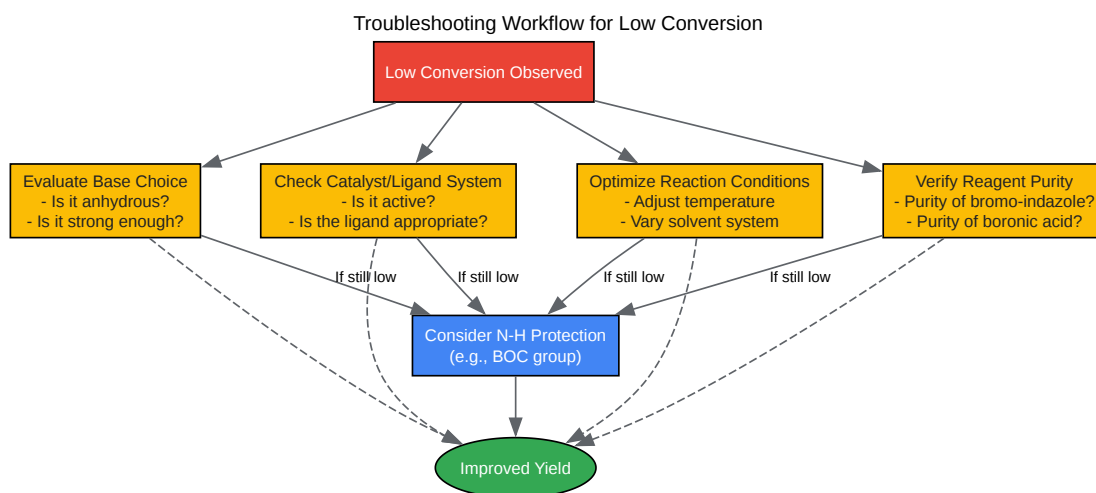 Troubleshooting Workflow for Low Conversion
Low Conversion Observed
Evaluate Base Choice
- Is it anhydrous?
- Is it strong enough?
Check Catalyst/Ligand System
- Is it active?
- Is the ligand appropriate?
Optimize Reaction Conditions
- Adjust temperature
- Vary solvent system
Verify Reagent Purity
- Purity of bromo-indazole?
- Purity of boronic acid?
If still low
If still low
If still low
If still low
Consider N-H Protection
(e.g., BOC group)
Improved Yield